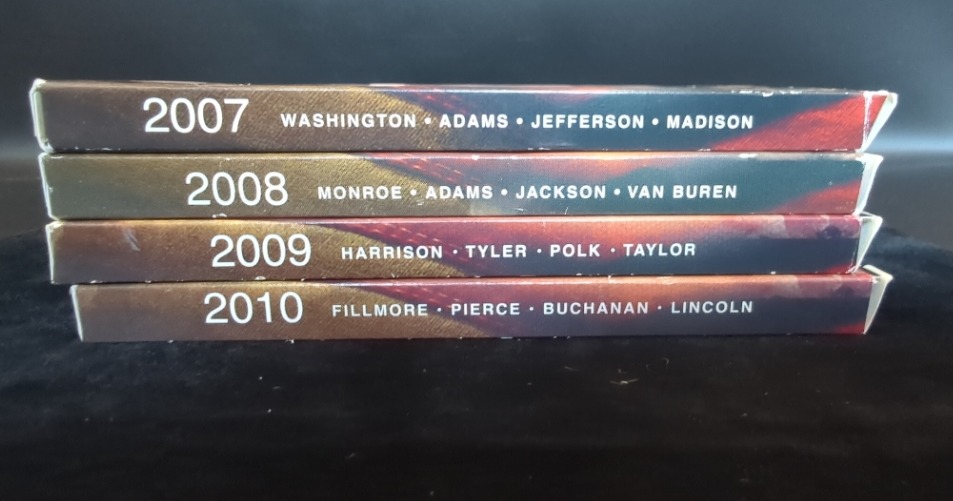 2007 WASHINGTON • ADAMS • JEFFERSON • MADISON
2008 MONROE • ADAMS • JACKSON • VAN BUREN
2009 HARRISON · TYLER · POLK · TAYLOR
2010 FILLMORE · PIERCE · BUCHANAN · LINCOLN